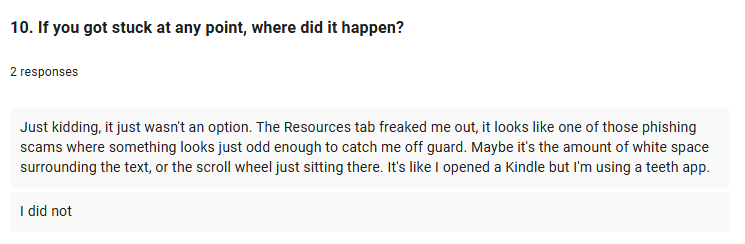 10. If you got stuck at any point, where did it happen?
2 responses
Just kidding, it just wasn't an option. The Resources tab freaked me out, it looks like one of those phishing
scams where something looks just odd enough to catch me off guard. Maybe it's the amount of white space
surrounding the text, or the scroll wheel just sitting there. It's like I opened a Kindle but I'm using a teeth app.
I did not